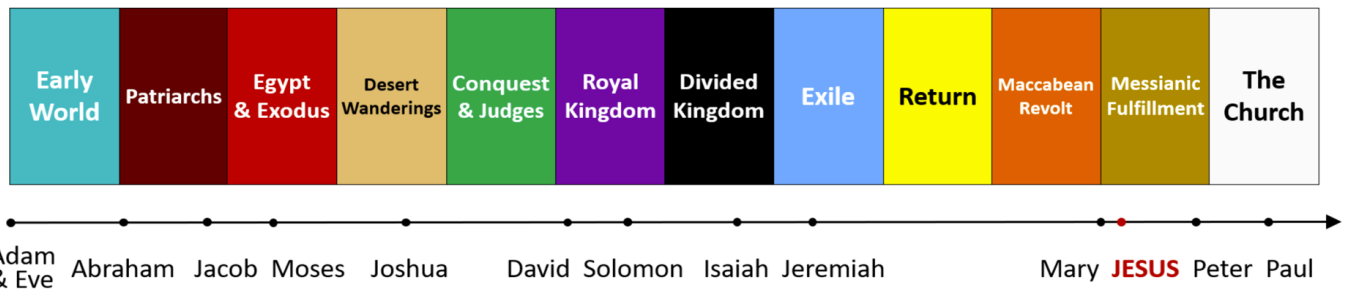 Early
World
Patriarchs
Egypt
& Exodus
Desert
Wanderings
Conquest
& Judges
Royal
Kingdom
Divided
Kingdom
Exile
Return
Maccabean
Revolt
Messianic
Fulfillment
The
Church
Adam
& Eve
Abraham
Jacob
Moses
Joshua
David
Solomon
Isaiah
Jeremiah
Mary
JESUS
Peter
Paul